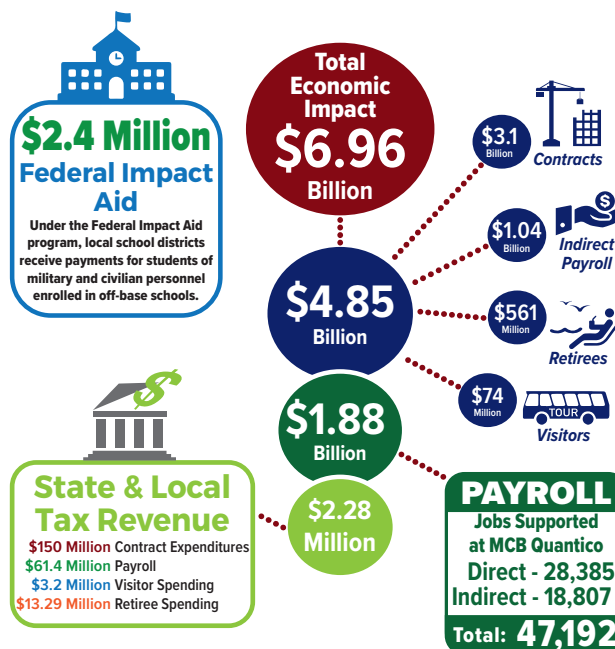 $2.4 Million
Federal Impact
Aid
Under the Federal Impact Aid
program, local school districts
receive payments for students of
military and civilian personnel
enrolled in off-base schools.
Total
Economic
Impact
$6.96
Billion
$3.1
Billion
Contracts
$1.04
Billion
Indirect
Payroll
$4.85
Billion
$561
Million
Retirees
$74
Million
TOUR
Visitors
$1.88
Billion
$2.28
Million
State & Local
Tax Revenue
$150 Million Contract Expenditures
$61.4 Million Payroll
$3.2 Million Visitor Spending
$13.29 Million Retiree Spending
PAYROLL
Jobs Supported
at MCB Quantico
Direct - 28,385
Indirect - 18,807
Total: 47,192